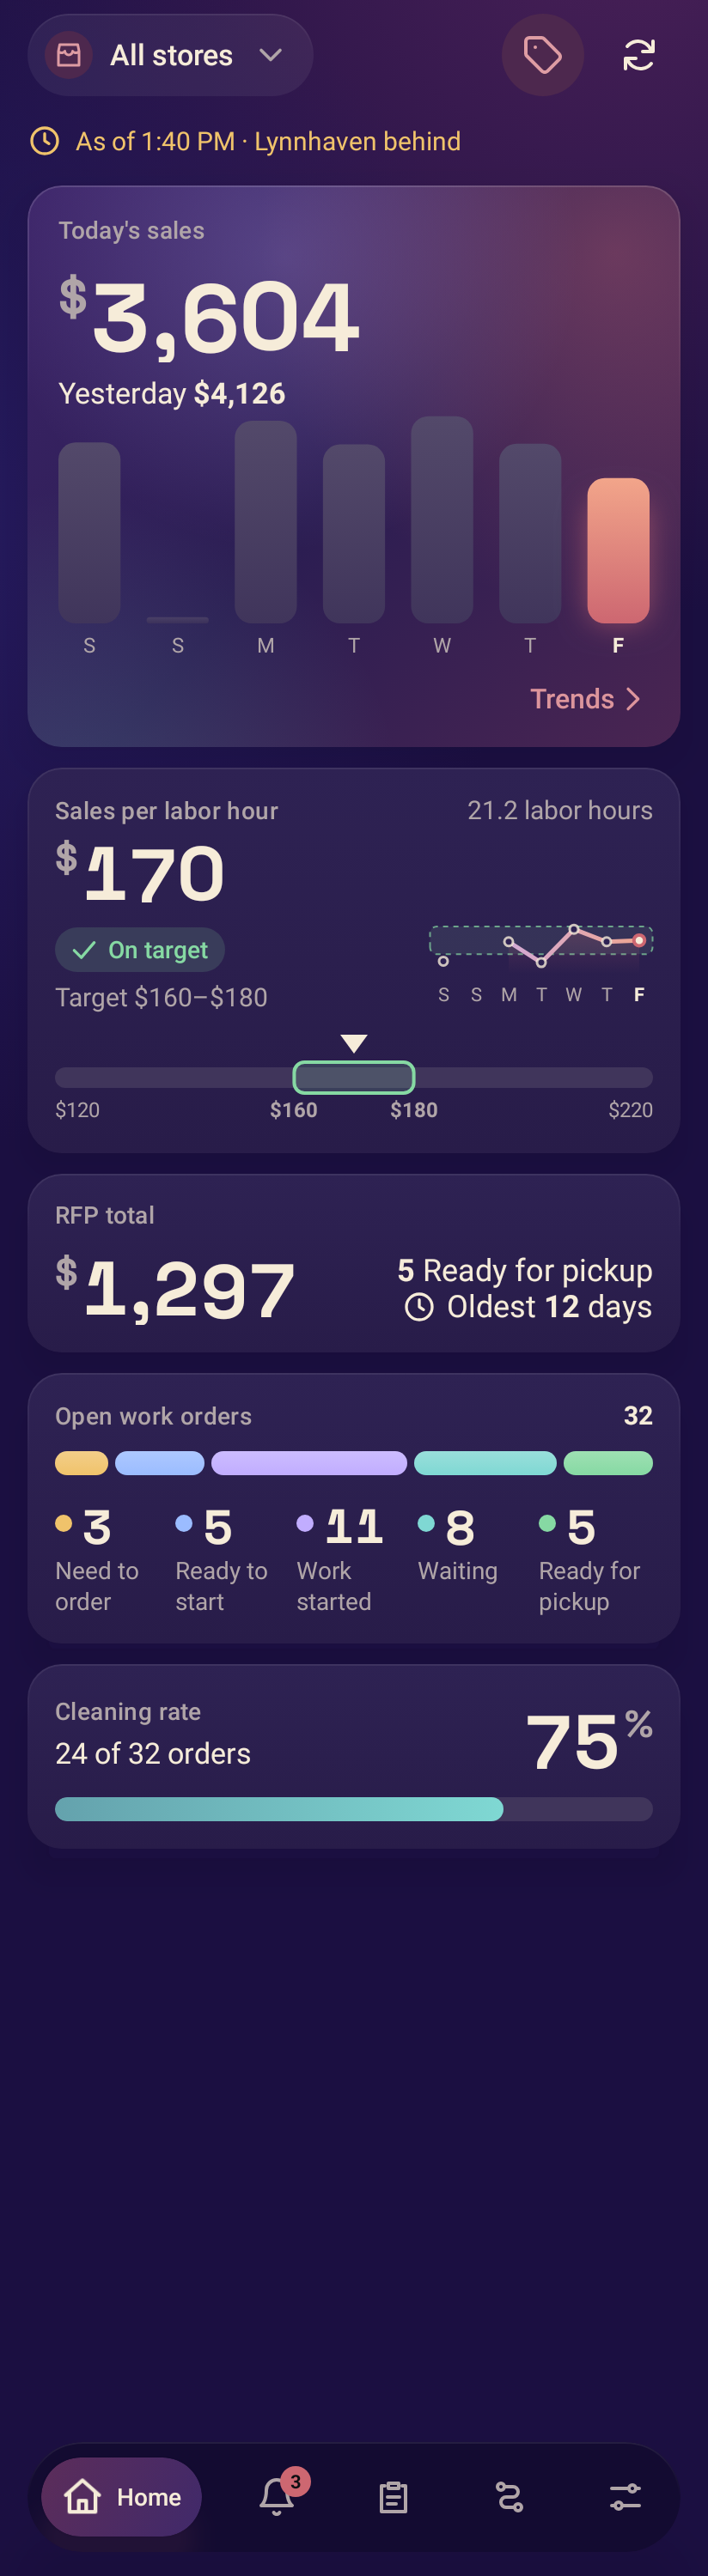 All stores
As of 1:40 PM · Lynnhaven behind
Today's sales
$3,604
Yesterday $4,126
S S M T W T F
Trends
Sales per labor hour 21.2 labor hours
$170
On target
Target $160–$180
S S M T W T F
$120 $160 $180 $220
RFP total
$1,297
5 Ready for pickup
Oldest 12 days
Open work orders 32
3 5 11 8 5
Need to order
Ready to start
Work started
Waiting
Ready for pickup
Cleaning rate
24 of 32 orders
75%
Home
3